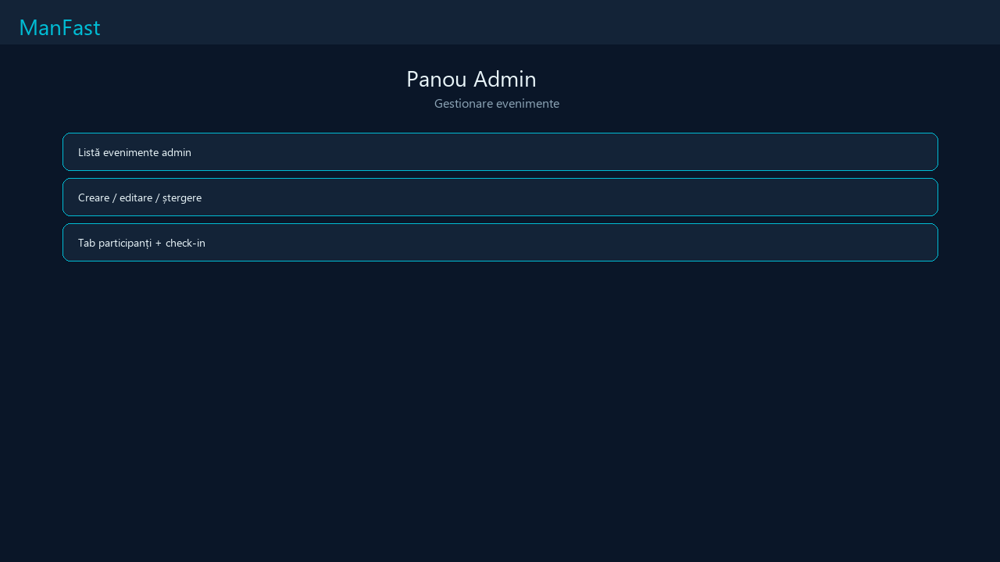 ManFast
Panou Admin
Gestionare evenimente
Listă evenimente admin
Creare / editare / ștergere
Tab participanți + check-in